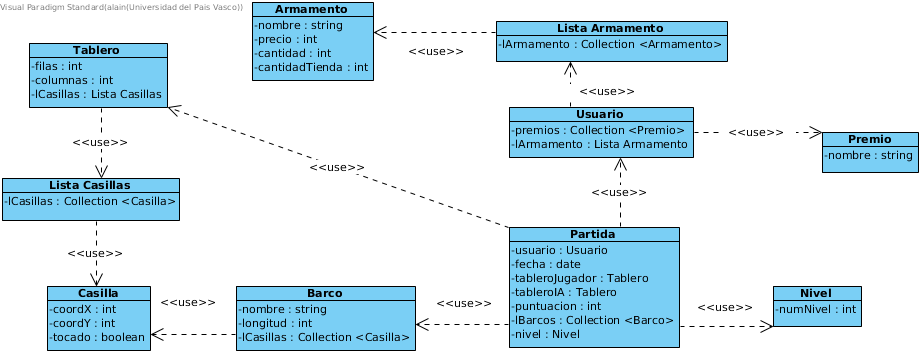 Visual Paradigm Standard(alain(Universidad del Pais Vasco))
Armamento
-nombre : string
-precio : int
-cantidad : int
-cantidadTienda : int
<<use>>
Lista Armamento
-lArmamento : Collection <Armamento>
Tablero
-filas : int
-columnas : int
-lCasillas : Lista Casillas
<<use>>
Usuario
-premios : Collection <Premio>
-lArmamento : Lista Armamento
<<use>>
Premio
-nombre : string
<<use>>
<<use>>
<<use>>
Lista Casillas
-lCasillas : Collection <Casilla>
<<use>>
Partida
-usuario : Usuario
-fecha : date
-tableroJugador : Tablero
-tableroIA : Tablero
-puntuacion : int
-lBarcos : Collection <Barco>
-nivel : Nivel
Casilla
-coordX : int
-coordY : int
-tocado : boolean
<<use>>
Barco
-nombre : string
-longitud : int
-lCasillas : Collection <Casilla>
<<use>>
<<use>>
Nivel
-numNivel : int